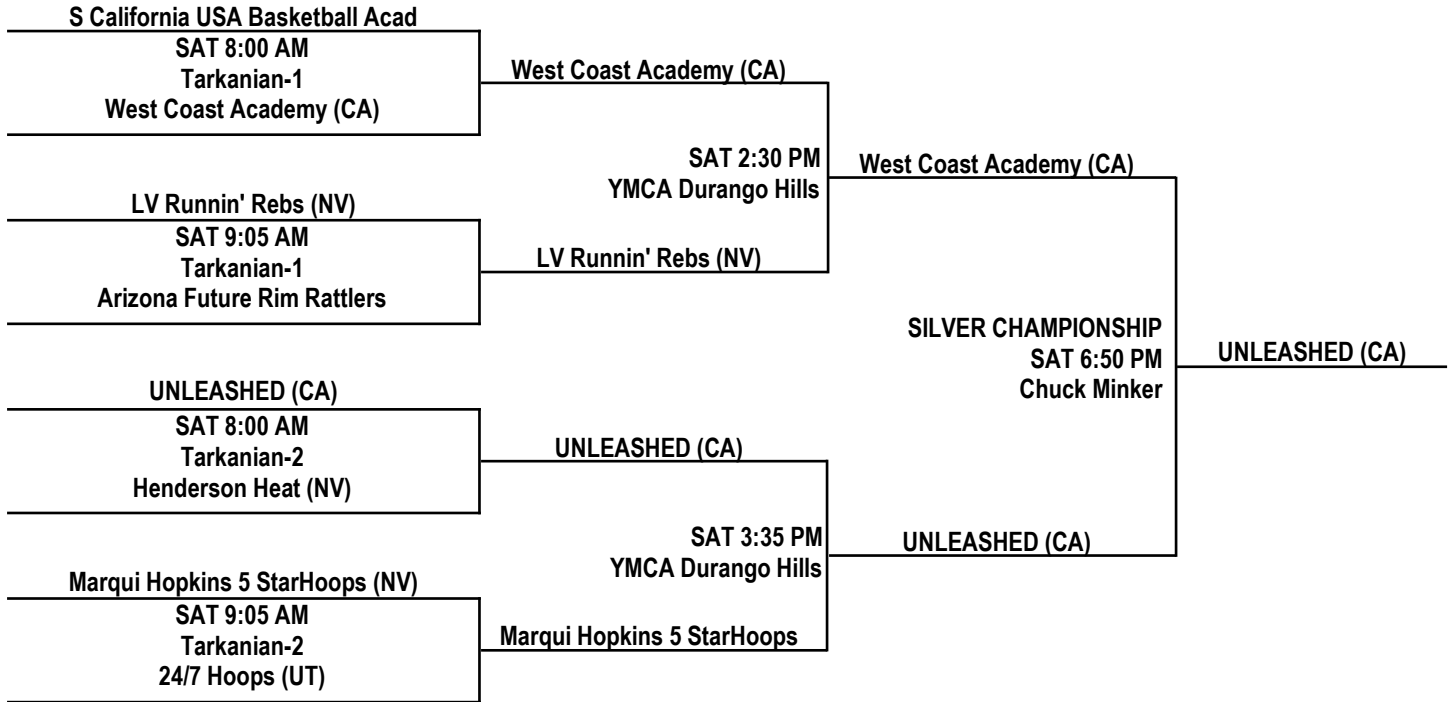 S California USA Basketball Acad
SAT 8:00 AM
Tarkanian-1
West Coast Academy (CA)
LV Runnin' Rebs (NV)
SAT 9:05 AM
Tarkanian-1
Arizona Future Rim Rattlers
UNLEASHED (CA)
SAT 8:00 AM
Tarkanian-2
Henderson Heat (NV)
Marqui Hopkins 5 StarHoops (NV)
SAT 9:05 AM
Tarkanian-2
24/7 Hoops (UT)
West Coast Academy (CA)
SAT 2:30 PM
YMCA Durango Hills
LV Runnin' Rebs (NV)
UNLEASHED (CA)
SAT 3:35 PM
YMCA Durango Hills
Marqui Hopkins 5 StarHoops
West Coast Academy (CA)
SILVER CHAMPIONSHIP
SAT 6:50 PM
Chuck Minker
UNLEASHED (CA)
UNLEASHED (CA)